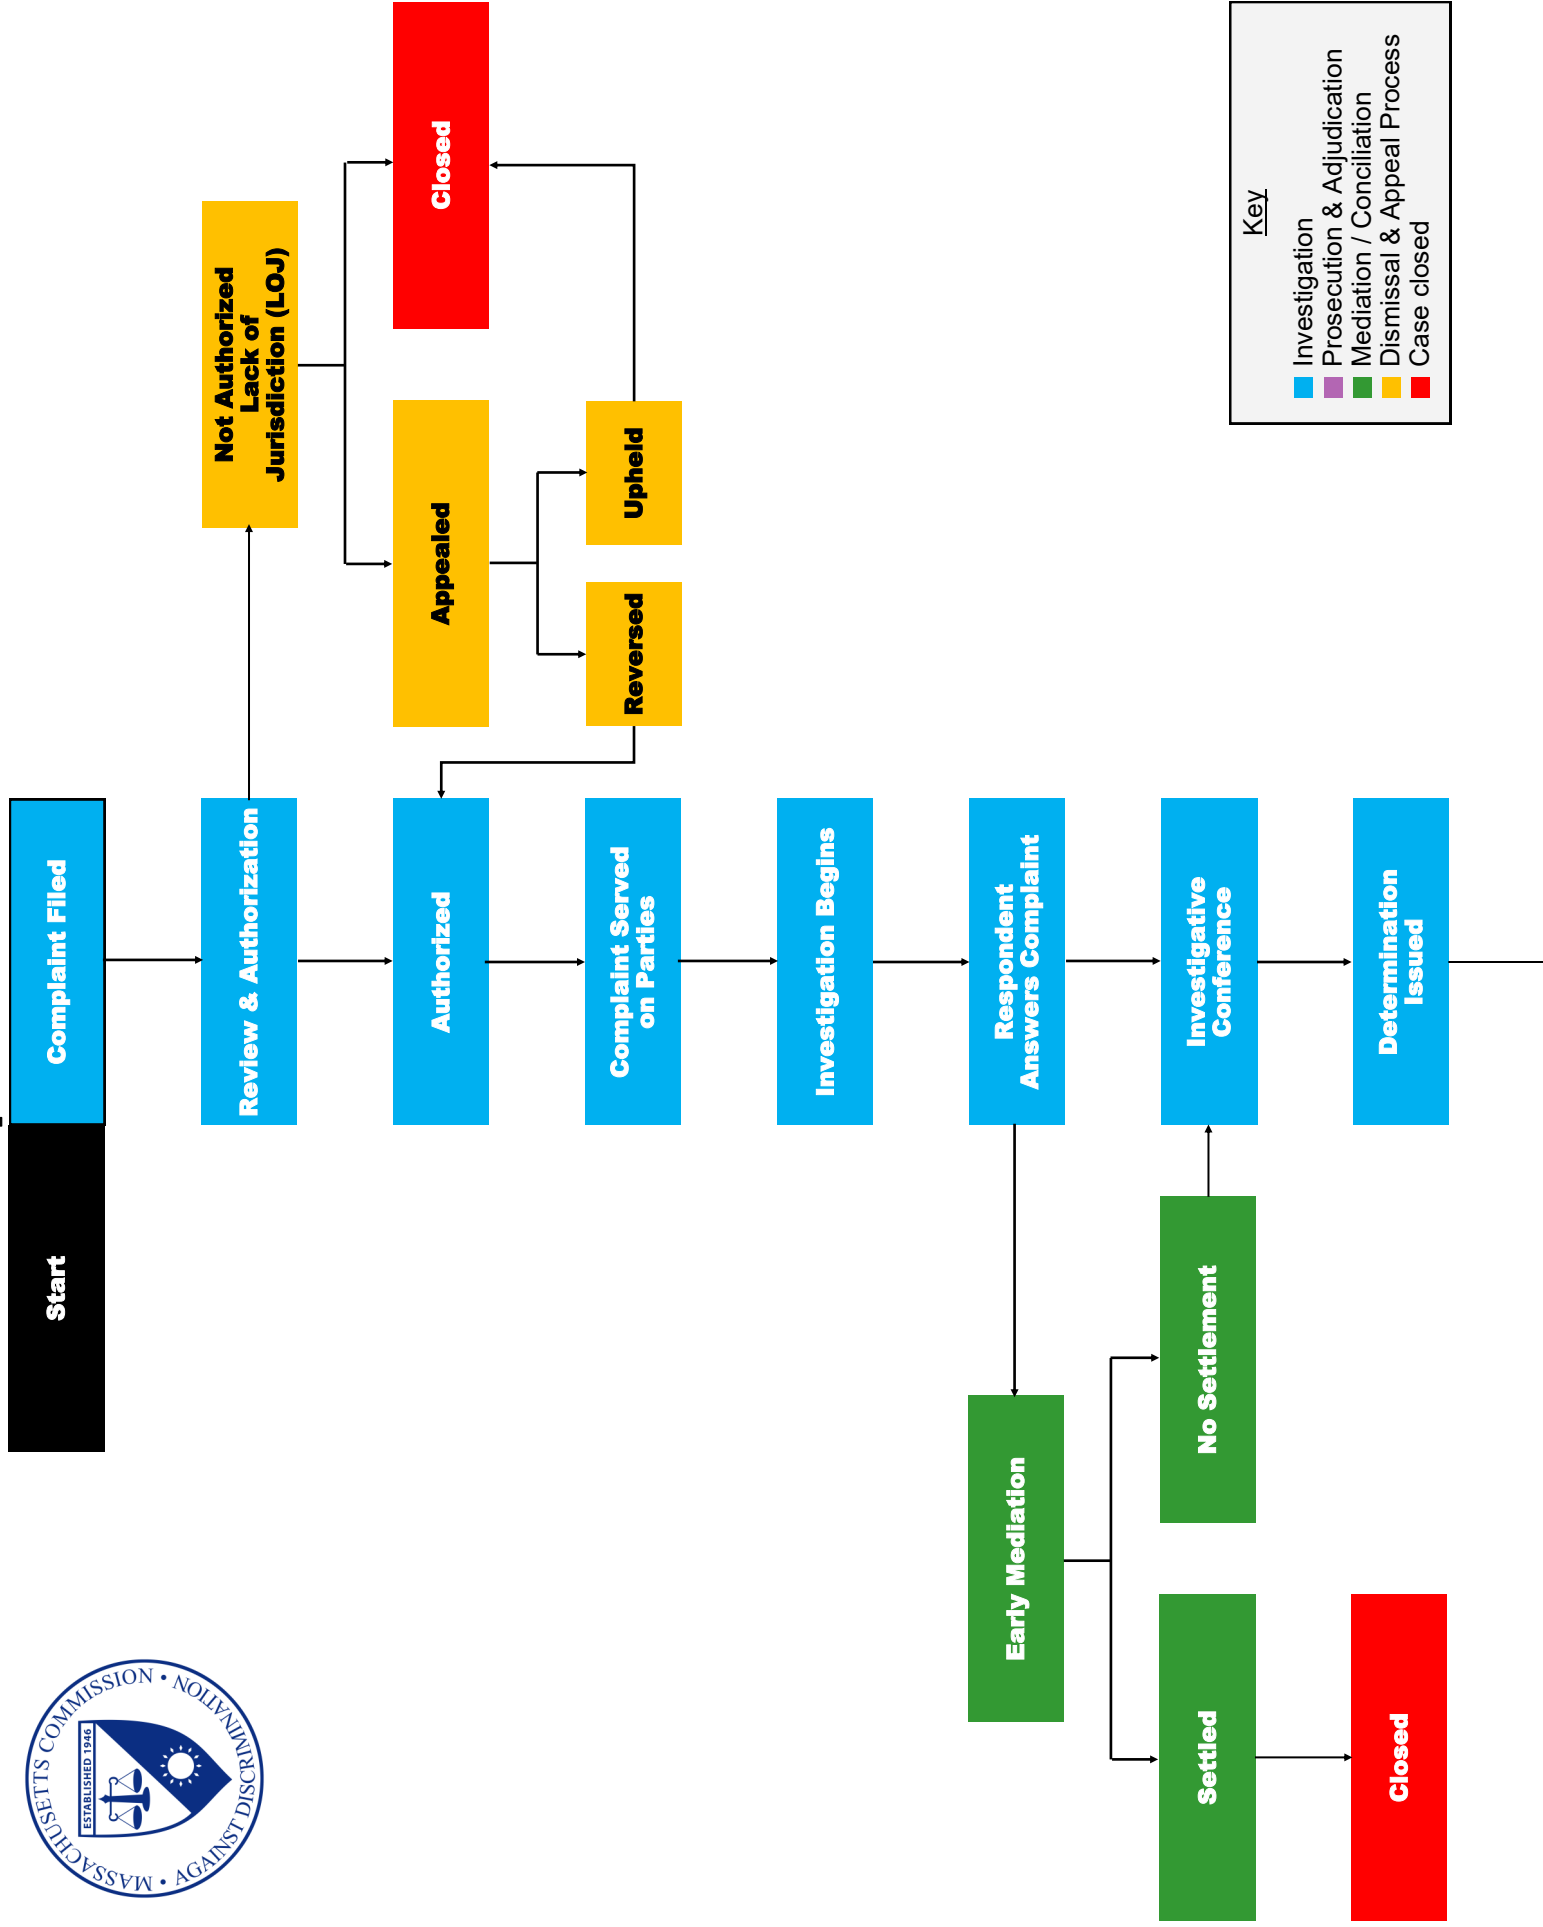 MASSACHUSETTS COMMISSION • AGAINST DISCRIMINATION •
ESTABLISHED 1946
Start
Complaint Filed
Review & Authorization
Not Authorized
Lack of
Jurisdiction (LOJ)
Authorized
Appealed
Closed
Complaint Served
on Parties
Reversed
Upheld
Investigation Begins
Early Mediation
Respondent
Answers Complaint
Settled
No Settlement
Investigative
Conference
Closed
Determination
Issued
Key
Investigation
Prosecution & Adjudication
Mediation / Conciliation
Dismissal & Appeal Process
Case closed